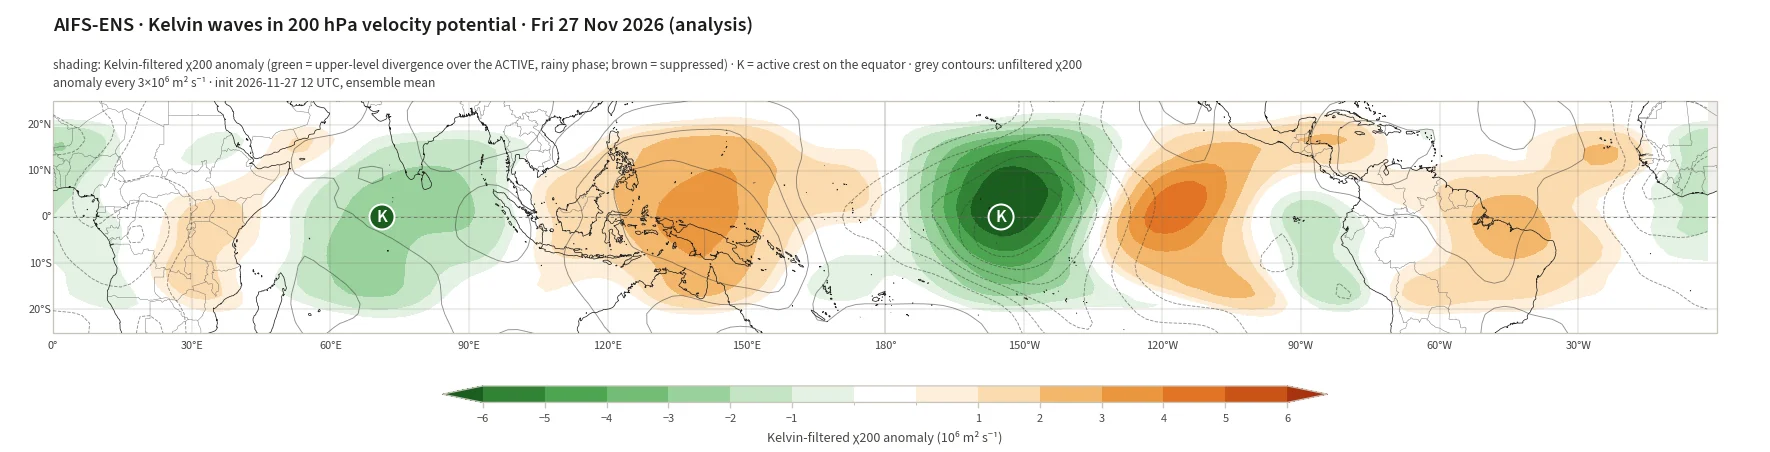 AIFS-ENS · Kelvin waves in 200 hPa velocity potential · Fri 27 Nov 2026 (analysis)
shading: Kelvin-filtered χ200 anomaly (green = upper-level divergence over the ACTIVE, rainy phase; brown = suppressed) · K = active crest on the equator · grey contours: unfiltered χ200
anomaly every 3×10⁶ m² s⁻¹ · init 2026-11-27 12 UTC, ensemble mean
20°N
10°N
0°
10°S
20°S
K K
0° 30°E 60°E 90°E 120°E 150°E 180° 150°W 120°W 90°W 60°W 30°W
−6 −5 −4 −3 −2 −1 1 2 3 4 5 6
Kelvin-filtered χ200 anomaly (10⁶ m² s⁻¹)